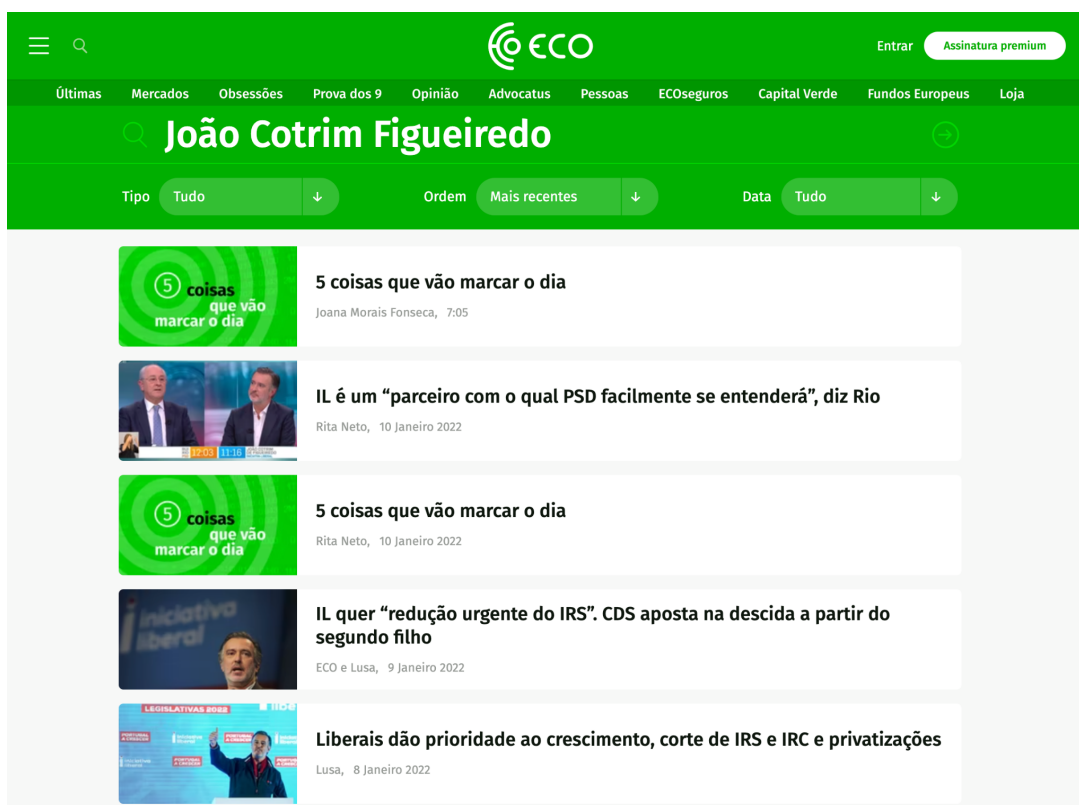 ECO
Entrar
Assinatura premium
Últimas Mercados Obsessões Prova dos 9 Opinião Advocatus Pessoas ECOseguros Capital Verde Fundos Europeus Loja
João Cotrim Figueiredo
Tipo Tudo Ordem Mais recentes Data Tudo
5 coisas
que vão
marcar o dia
5 coisas que vão marcar o dia
Joana Morais Fonseca, 7:05
12:03 11:16
IL é um “parceiro com o qual PSD facilmente se entenderá”, diz Rio
Rita Neto, 10 Janeiro 2022
5 coisas
que vão
marcar o dia
5 coisas que vão marcar o dia
Rita Neto, 10 Janeiro 2022
iniciativa
liberal
IL quer “redução urgente do IRS”. CDS aposta na descida a partir do
segundo filho
ECO e Lusa, 9 Janeiro 2022
LEGISLATIVAS 2022
Liberais dão prioridade ao crescimento, corte de IRS e IRC e privatizações
Lusa, 8 Janeiro 2022